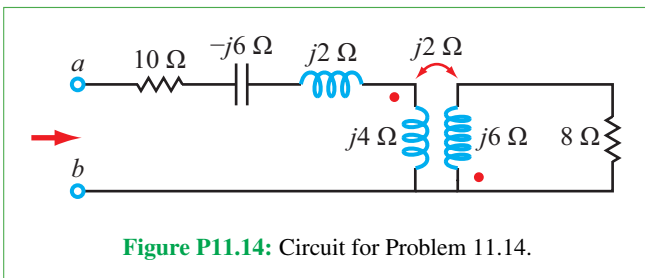 a
10 Ω
−j6 Ω
j2 Ω
j2 Ω
j4 Ω
j6 Ω
8 Ω
b
Figure P11.14: Circuit for Problem 11.14.